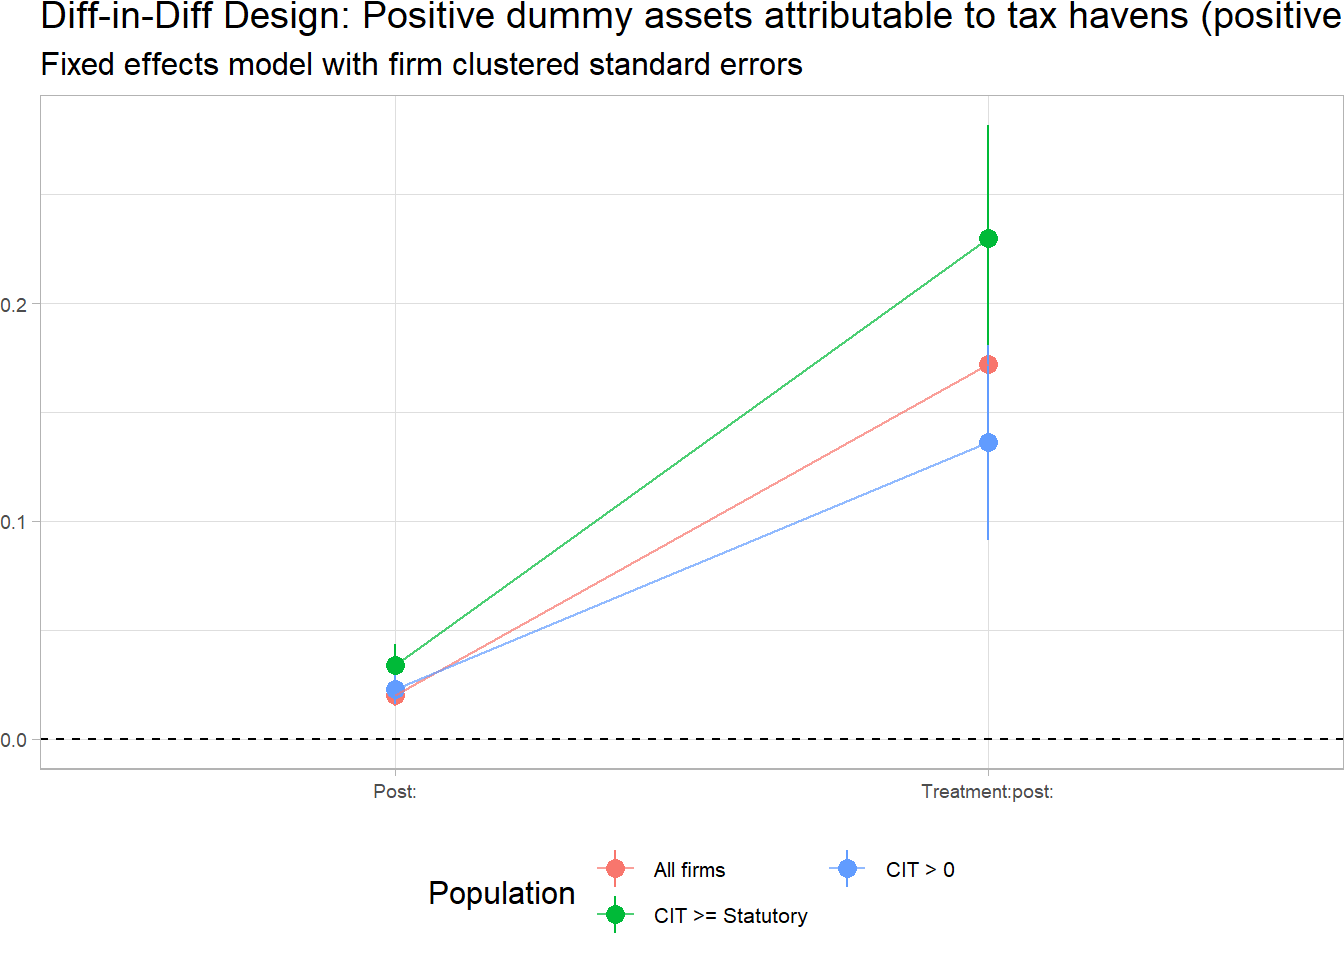 Diff-in-Diff Design: Positive dummy assets attributable to tax havens (positive
Fixed effects model with firm clustered standard errors
0.2
0.1
0.0
Post:
Treatment:post:
Population
All firms
CIT > 0
CIT >= Statutory